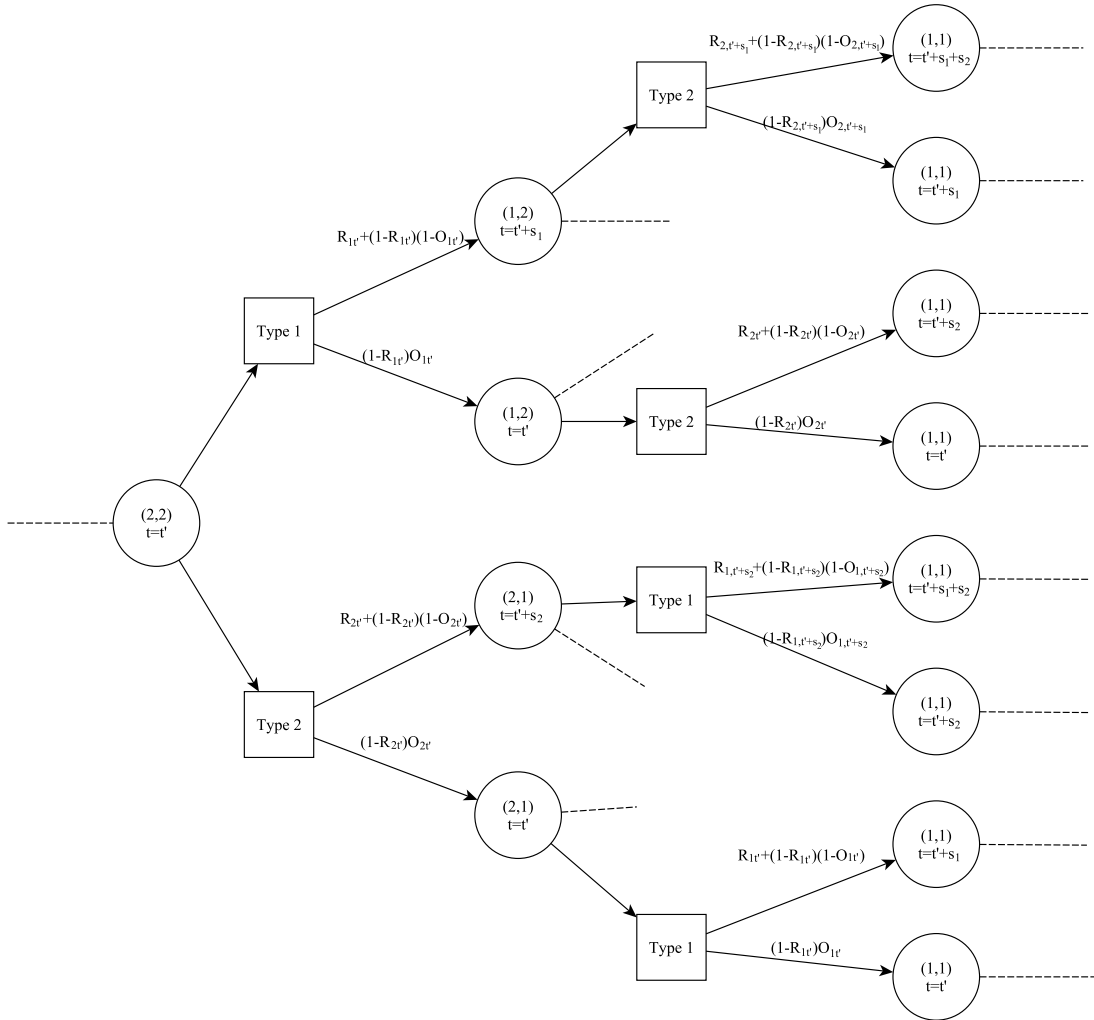 R₂,t'+s₁+(1-R₂,t'+s₁)(1-O₂,t'+s₁)
(1,1)
t=t'+s₁+s₂
Type 2
(1-R₂,t'+s₁)O₂,t'+s₁
(1,1)
t=t'+s₁
(1,2)
t=t'+s₁
R₁t'+(1-R₁t')(1-O₁t')
Type 1
(1-R₁t')O₁t'
(1,2)
t=t'
R₂t'+(1-R₂t')(1-O₂t')
(1,1)
t=t'+s₂
Type 2
(1-R₂t')O₂t'
(1,1)
t=t'
(2,2)
t=t'
R₂t'+(1-R₂t')(1-O₂t')
(2,1)
t=t'+s₂
Type 1
R₁,t'+s₂+(1-R₁,t'+s₂)(1-O₁,t'+s₂)
(1,1)
t=t'+s₁+s₂
(1-R₁,t'+s₂)O₁,t'+s₂
(1,1)
t=t'+s₂
Type 2
(1-R₂t')O₂t'
(2,1)
t=t'
R₁t'+(1-R₁t')(1-O₁t')
(1,1)
t=t'+s₁
Type 1
(1-R₁t')O₁t'
(1,1)
t=t'